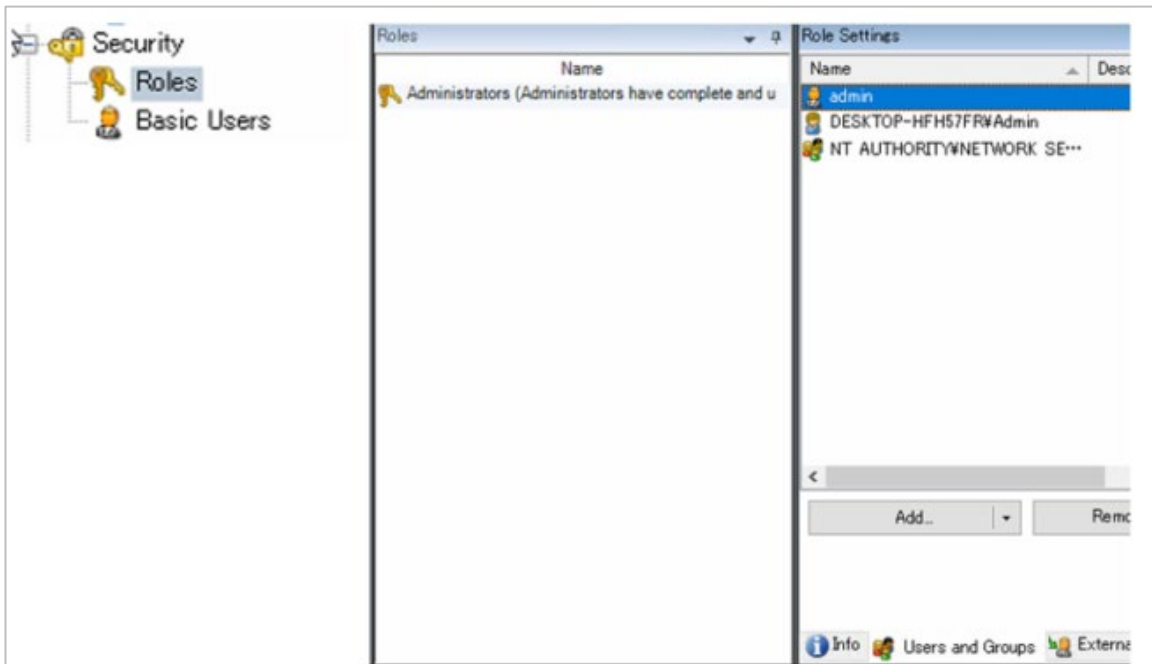 Security
Roles
Basic Users
Roles
Name
Administrators (Administrators have complete and u
Role Settings
Name
Desc
admin
DESKTOP-HFH57FR¥Admin
NT AUTHORITY¥NETWORK SE…
Add...
Remo
Info
Users and Groups
Externa